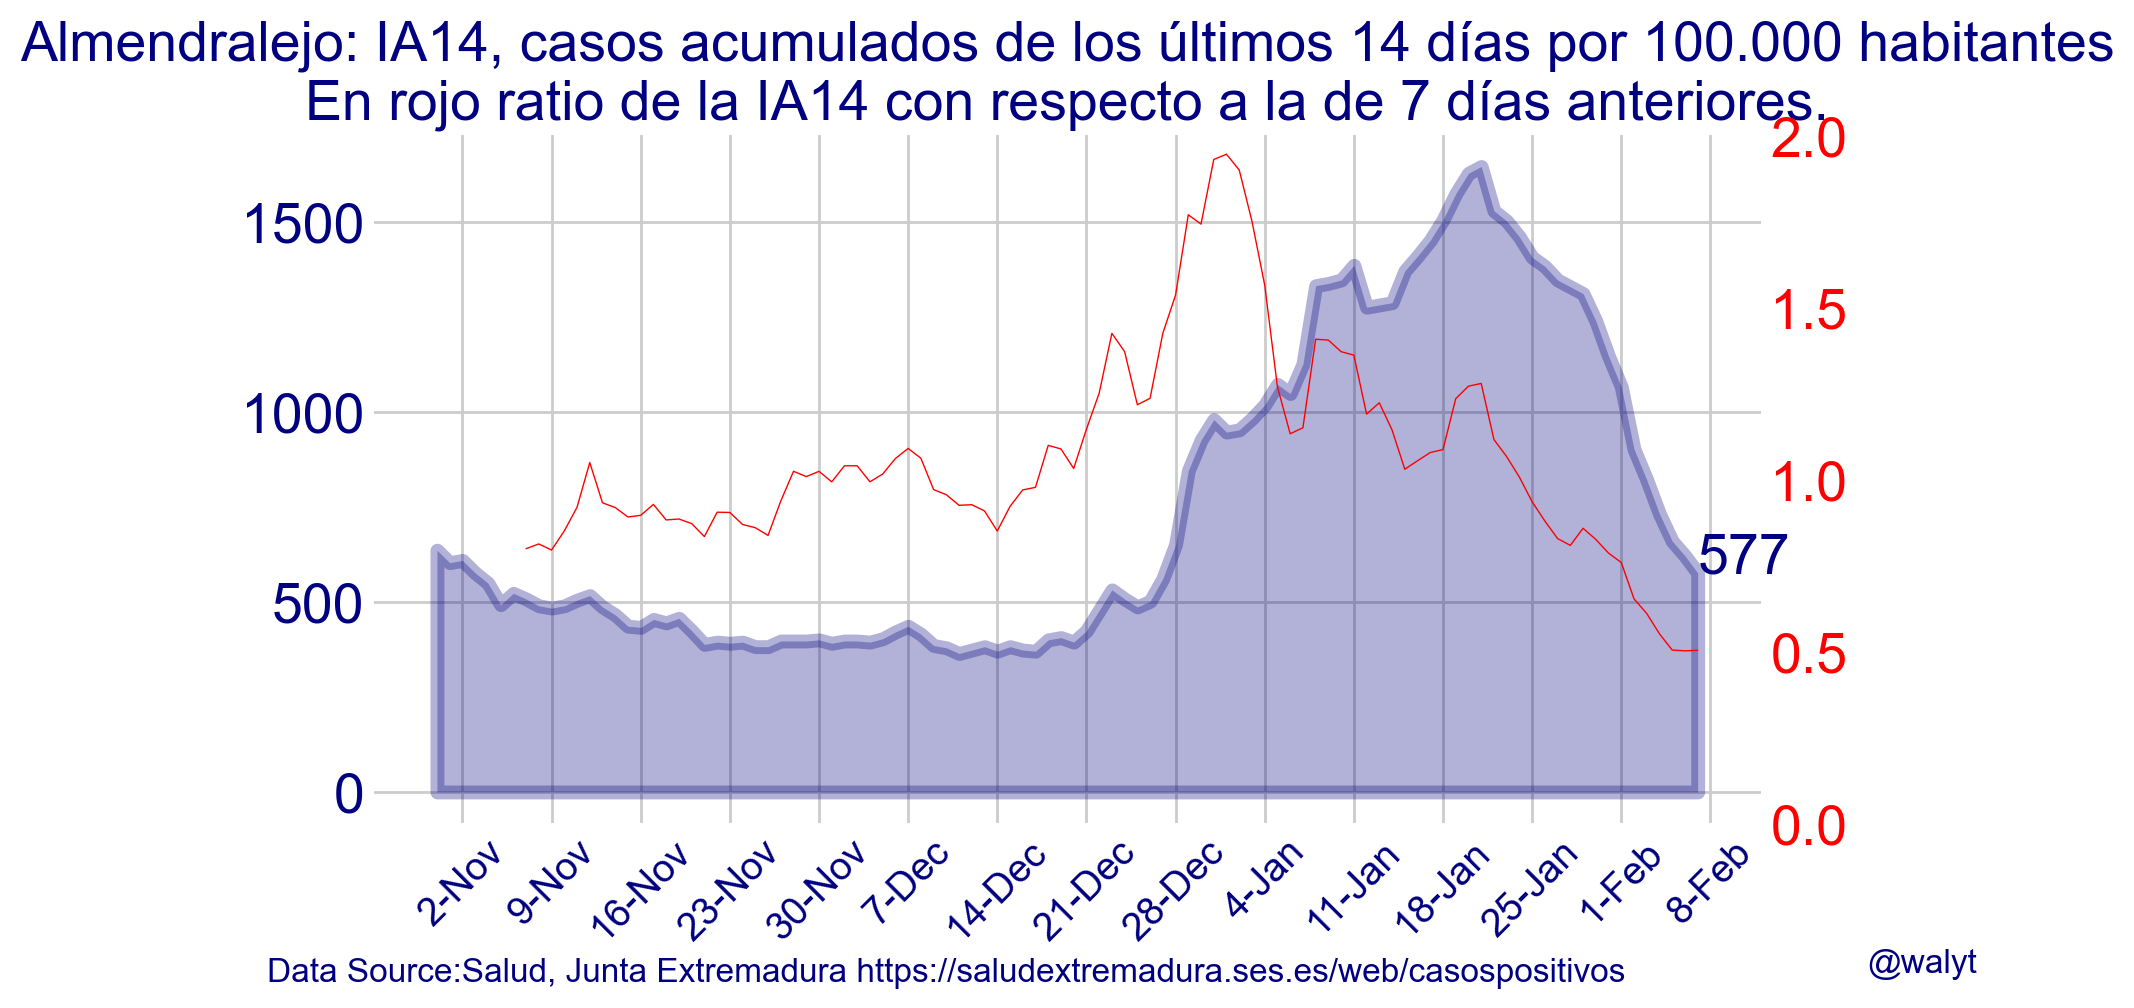 Almendralejo: IA14, casos acumulados de los últimos 14 días por 100.000 habitantes
En rojo ratio de la IA14 con respecto a la de 7 días anteriores.
2.0
1500
1.5
1000
1.0
577
500
0.5
0
0.0
2-Nov
9-Nov
16-Nov
23-Nov
30-Nov
7-Dec
14-Dec
21-Dec
28-Dec
4-Jan
11-Jan
18-Jan
25-Jan
1-Feb
8-Feb
Data Source:Salud, Junta Extremadura https://saludextremadura.ses.es/web/casospositivos
@walyt